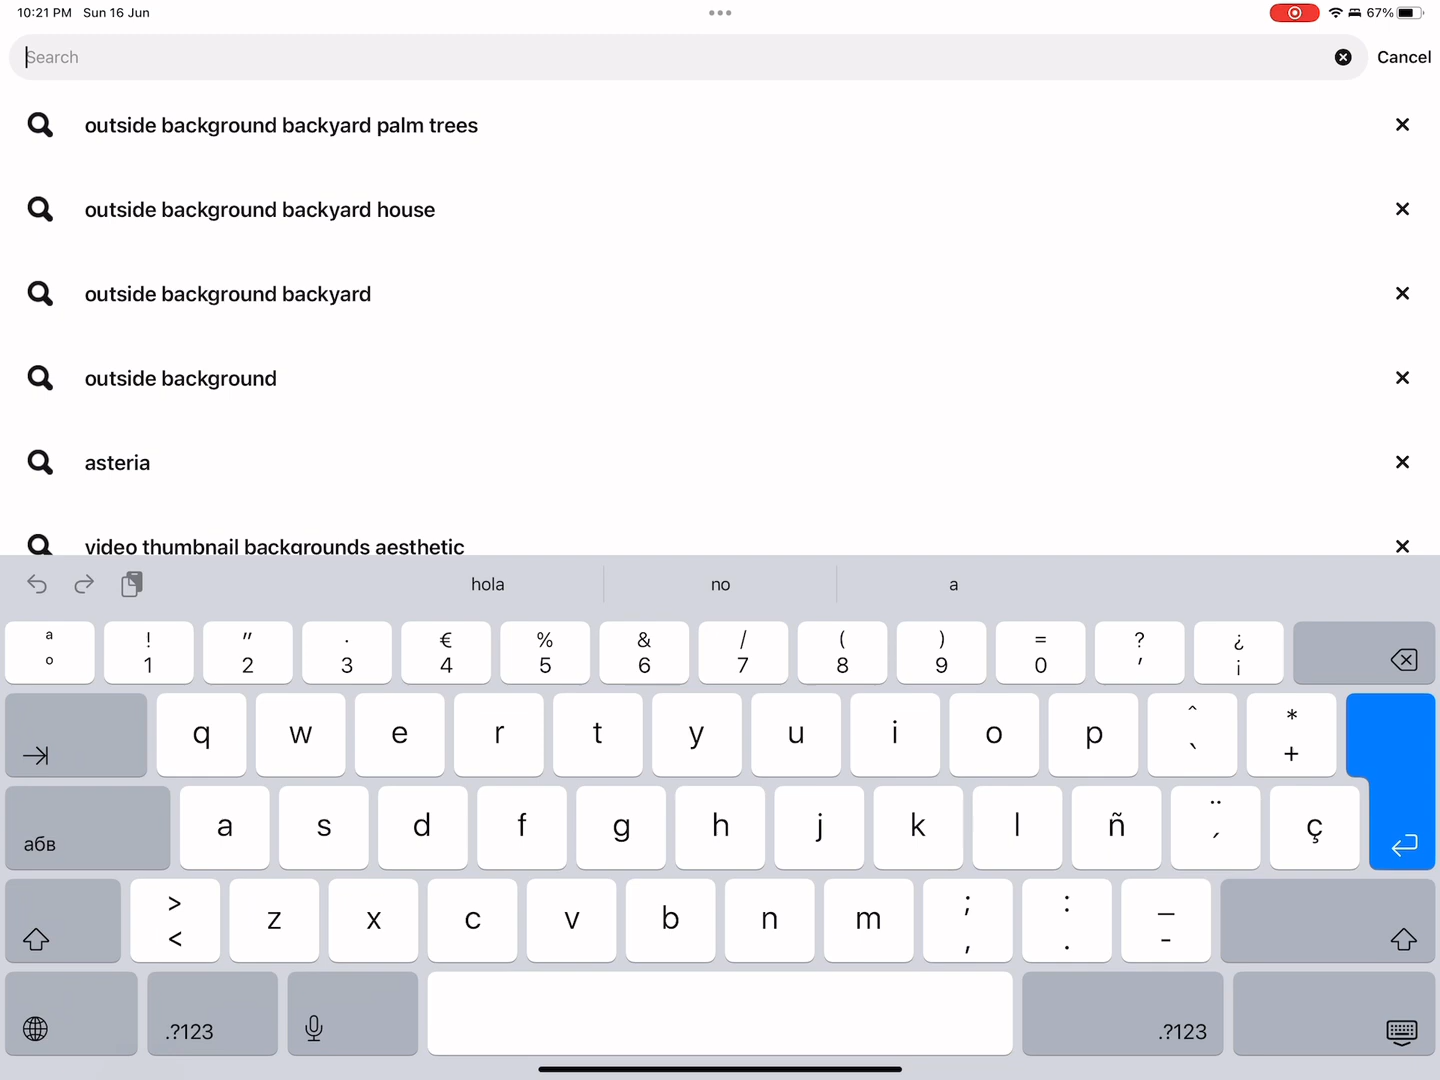 10:21 PM Sun 16 Jun
67%
Search
Cancel
outside background backyard palm trees
outside background backyard house
outside background backyard
outside background
asteria
video thumbnail backgrounds aesthetic
hola no a
a ! " · € % & / ( ) = ? ¿
o 1 2 3 4 5 6 7 8 9 0 ' ¡
q w e r t y u i o p ^ ` * +
абв a s d f g h j k l ñ ¨ ´ ç
> < z x c v b n m ; , : . _ -
.?123 .?123